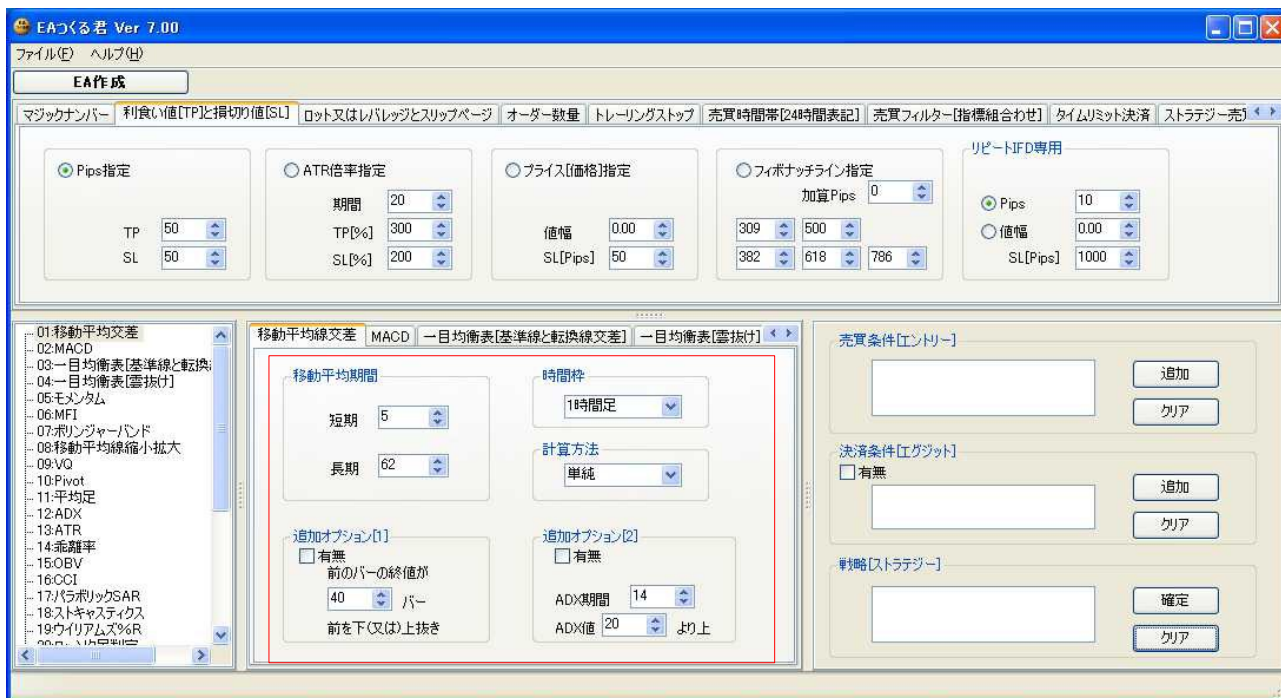 EAつくる君 Ver 7.00
ファイル(F) ヘルプ(H)
EA作成
マジックナンバー 利食い値[TP]と損切り値[SL] ロット又はレバレッジとスリップページ オーダー数量 トレーリングストップ 売買時間帯[24時間表記] 売買フィルター[指標組合わせ] タイムリミット決済 ストラテジー売
Pips指定
TP 50
SL 50
ATR倍率指定
期間 20
TP[%] 300
SL[%] 200
プライス[価格]指定
値幅 0.00
SL[Pips] 50
フィボナッチライン指定
加算Pips 0
309 500
382 618 786
リピートIFD専用
Pips 10
値幅 0.00
SL[Pips] 1000
01:移動平均交差
02:MACD
03:一目均衡表[基準線と転換
04:一目均衡表[雲抜け]
05:モメンタム
06:MFI
07:ボリンジャーバンド
08:移動平均線縮小拡大
09:VQ
10:Pivot
11:平均足
12:ADX
13:ATR
14:乖離率
15:OBV
16:CCI
17:パラボリックSAR
18:ストキャスティクス
19:ウイリアムズ%R
移動平均線交差 MACD 一目均衡表[基準線と転換線交差] 一目均衡表[雲抜け]
移動平均期間
短期 5
長期 62
時間枠
1時間足
計算方法
単純
追加オプション[1]
有無
前のバーの終値が
40 バー
前を下(又は)上抜き
追加オプション[2]
有無
ADX期間 14
ADX値 20 より上
売買条件[エントリー]
追加
クリア
決済条件[エグジット]
有無
追加
クリア
戦略[ストラテジー]
確定
クリア